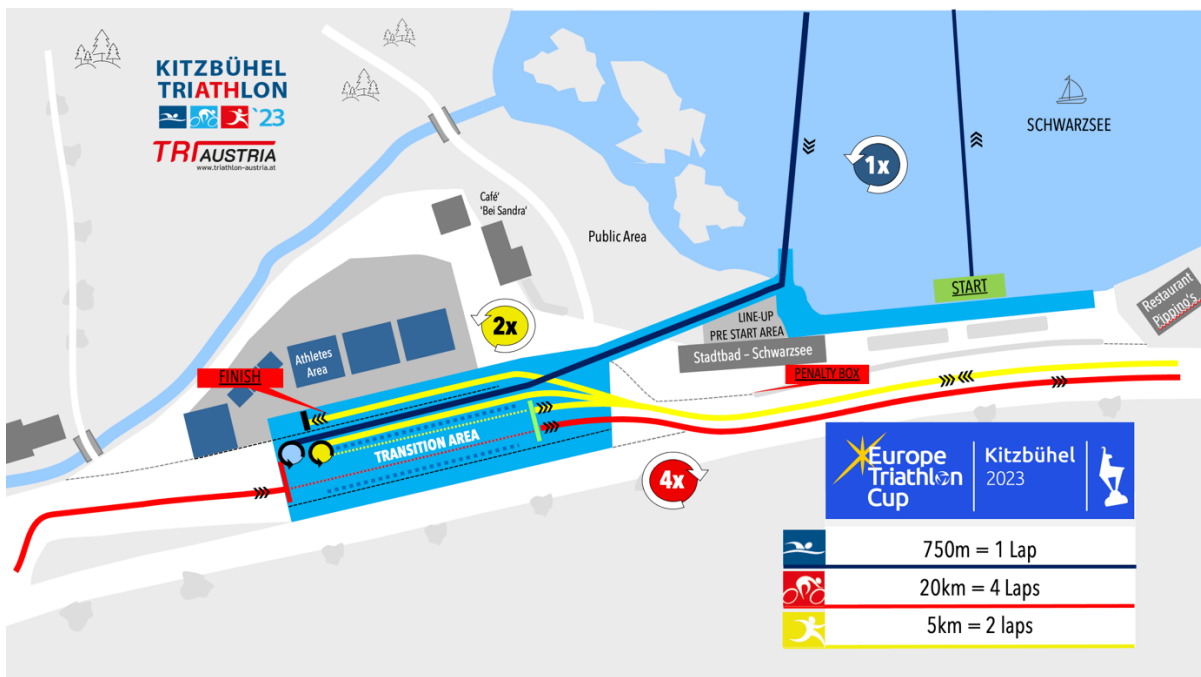 KITZBÜHEL
TRIATHLON
`23
TRI AUSTRIA
www.triathlon-austria.at
SCHWARZSEE
1x
Café'
'Bei Sandra'
Public Area
START
Restaurant
Pippino's
LINE-UP
PRE START AREA
Stadtbad – Schwarzsee
2x
Athletes
Area
FINISH
PENALTY BOX
TRANSITION AREA
4x
Europe
Triathlon
Cup
Kitzbühel
2023
750m = 1 Lap
20km = 4 Laps
5km = 2 laps